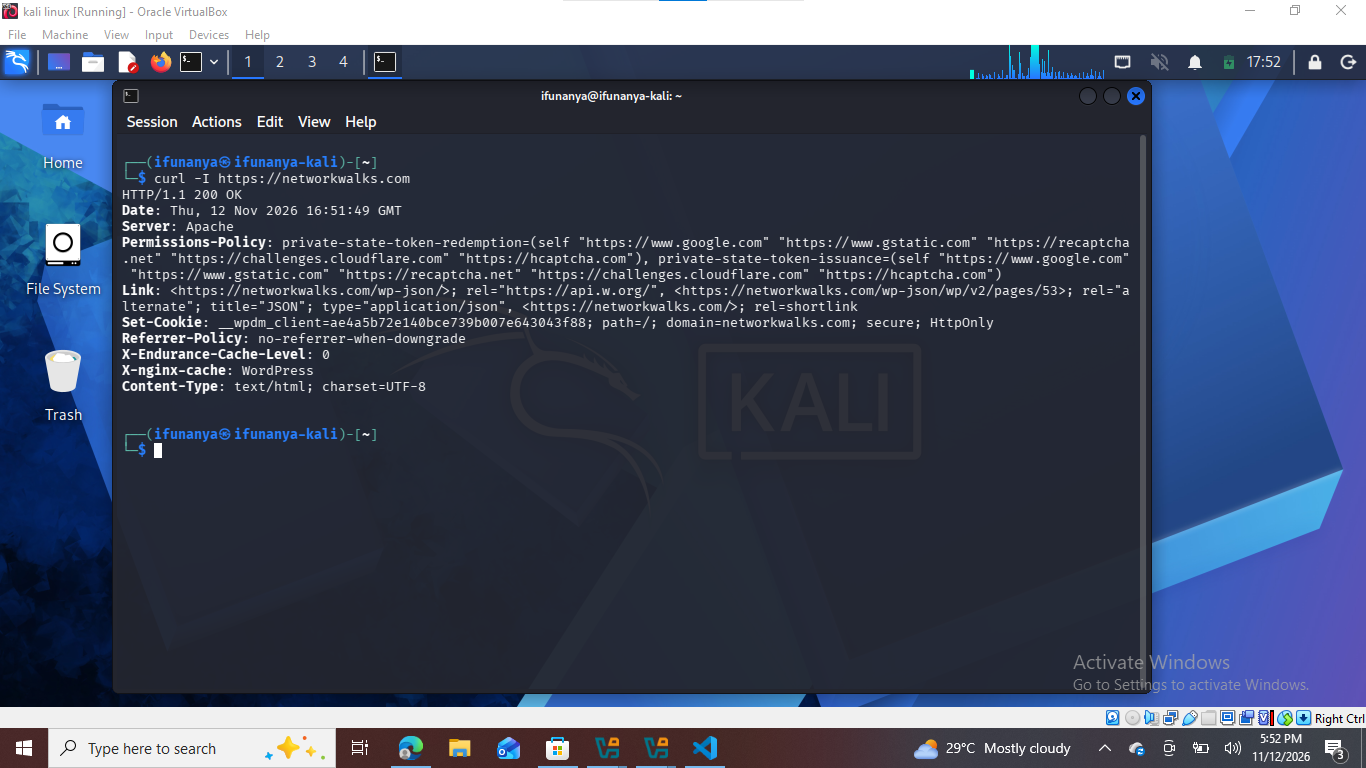 kali linux [Running] - Oracle VirtualBox
File Machine View Input Devices Help
1 2 3 4 17:52
ifunanya@ifunanya-kali: ~
Session Actions Edit View Help
Home
File System
Trash
┌──(ifunanya㉿ifunanya-kali)-[~]
└─$ curl -I https://networkwalks.com
HTTP/1.1 200 OK
Date: Thu, 12 Nov 2026 16:51:49 GMT
Server: Apache
Permissions-Policy: private-state-token-redemption=(self "https://www.google.com" "https://www.gstatic.com" "https://recaptcha
.net" "https://challenges.cloudflare.com" "https://hcaptcha.com"), private-state-token-issuance=(self "https://www.google.com"
"https://www.gstatic.com" "https://recaptcha.net" "https://challenges.cloudflare.com" "https://hcaptcha.com")
Link: <https://networkwalks.com/wp-json/>; rel="https://api.w.org/", <https://networkwalks.com/wp-json/wp/v2/pages/53>; rel="a
lternate"; title="JSON"; type="application/json", <https://networkwalks.com/>; rel=shortlink
Set-Cookie: __wpdm_client=ae4a5b72e140bce739b007e643043f88; path=/; domain=networkwalks.com; secure; HttpOnly
Referrer-Policy: no-referrer-when-downgrade
X-Endurance-Cache-Level: 0
X-nginx-cache: WordPress
Content-Type: text/html; charset=UTF-8
┌──(ifunanya㉿ifunanya-kali)-[~]
└─$
KALI
Activate Windows
Go to Settings to activate Windows.
Right Ctrl
Type here to search
29°C Mostly cloudy
5:52 PM
11/12/2026
3